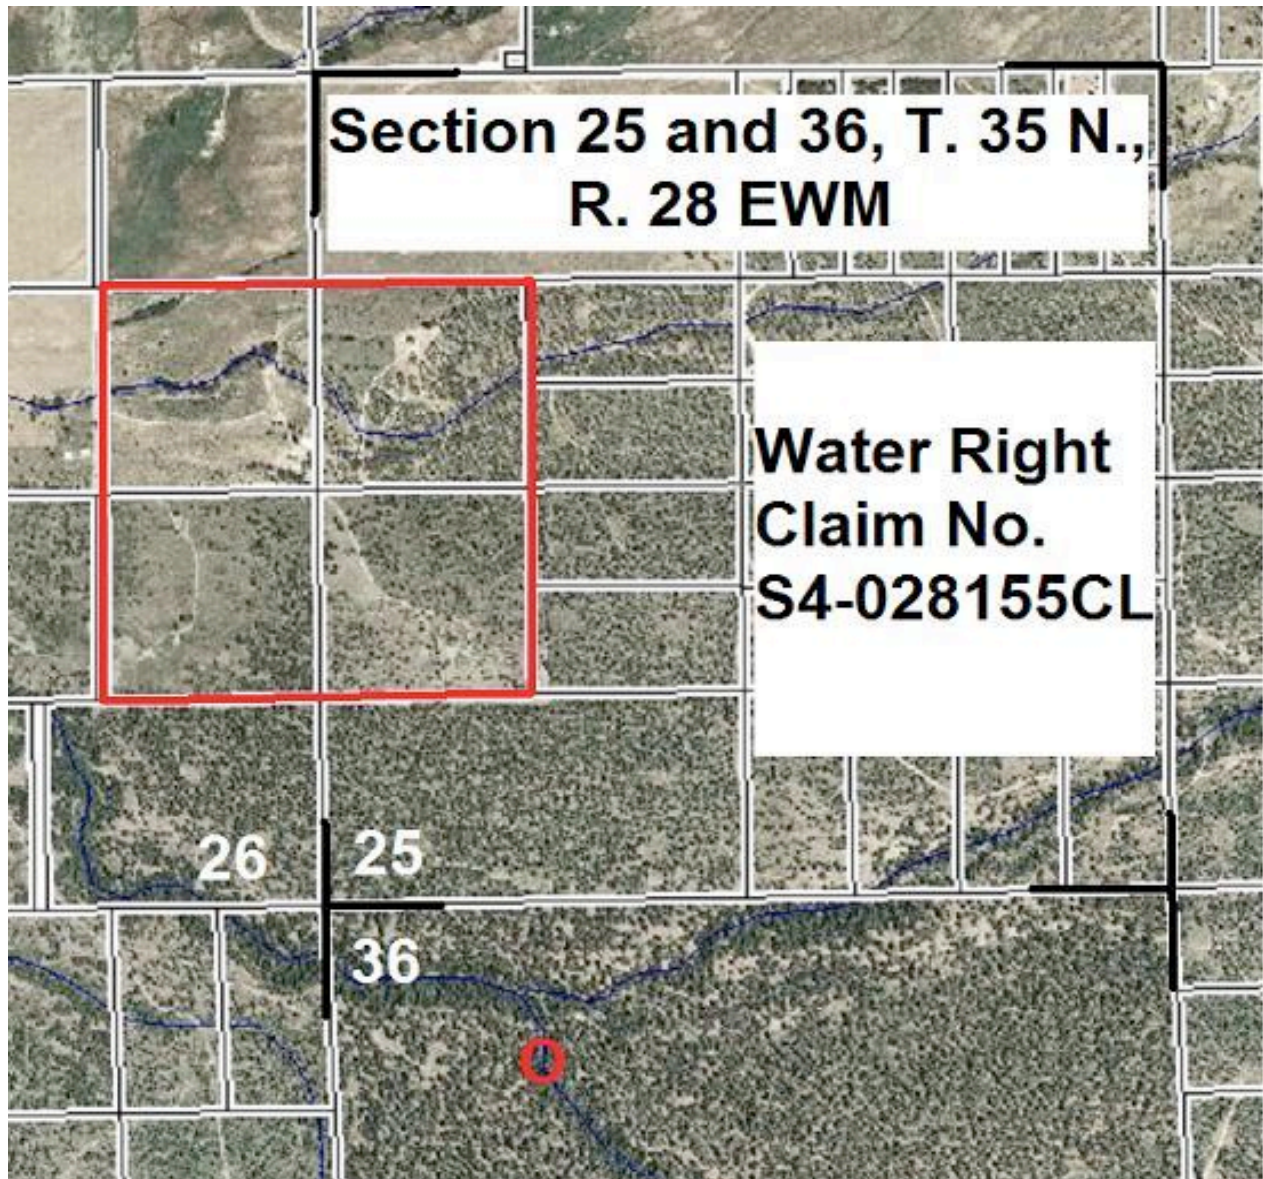 Section 25 and 36, T. 35 N.,
R. 28 EWM
Water Right
Claim No.
S4-028155CL
26 25
36